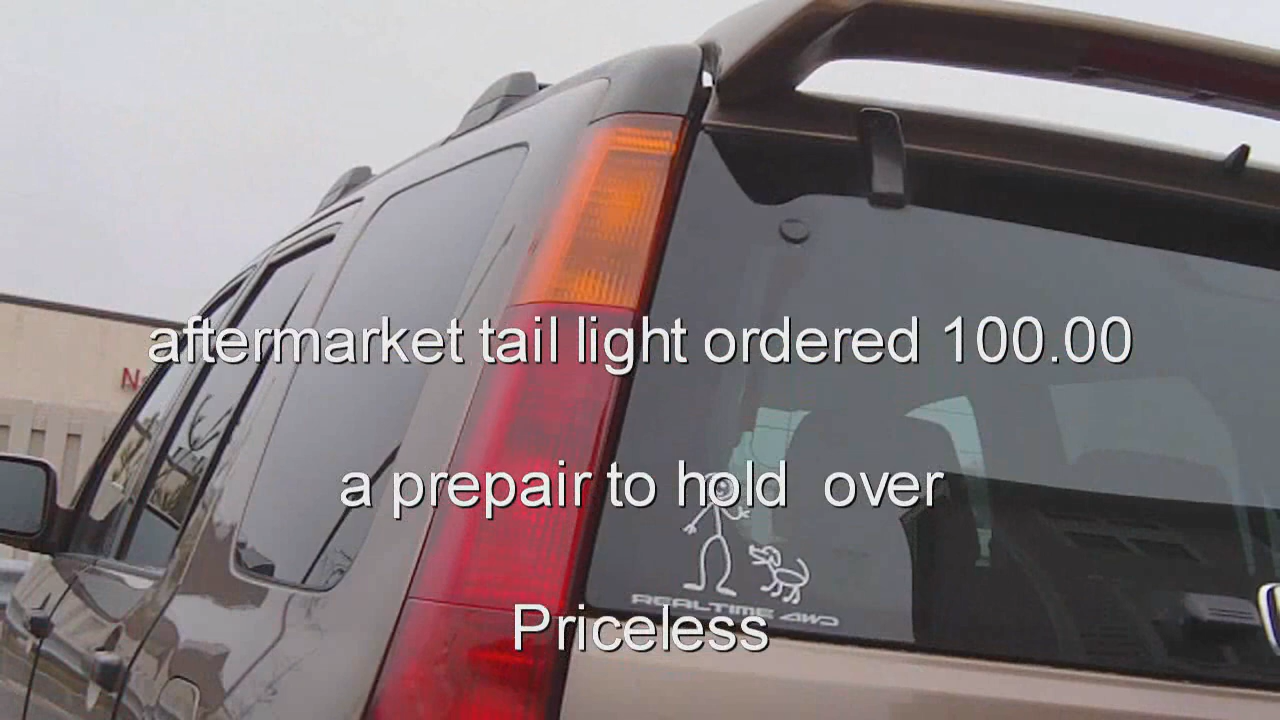 aftermarket tail light ordered 100.00
a prepair to hold  over
REALTIME 4WD
Priceless